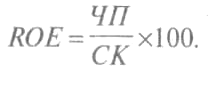 ROE = ЧП/СК × 100.